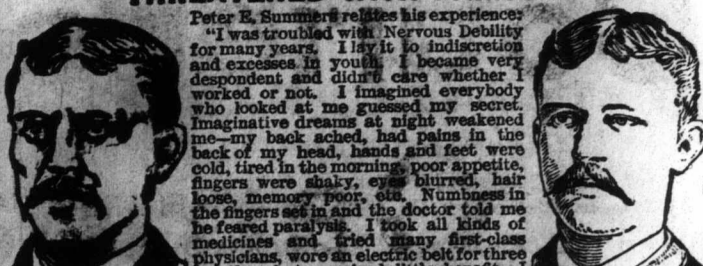 Peter E. Summers relates his experience:
"I was troubled with Nervous Debility
for many years. I lay it to indiscretion
and excesses in youth. I became very
despondent and didn't care whether I
worked or not. I imagined everybody
who looked at me guessed my secret.
Imaginative dreams at night weakened
me—my back ached, had pains in the
back of my head, hands and feet were
cold, tired in the morning, poor appetite,
fingers were shaky, eyes blurred, hair
loose, memory poor, etc. Numbness in
the fingers set in and the doctor told me
he feared paralysis. I took all kinds of
medicines and tried many first-class
physicians, wore an electric belt for three